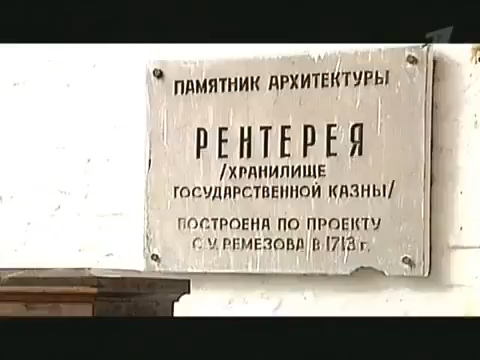 ПАМЯТНИК АРХИТЕКТУРЫ
РЕНТЕРЕЯ
/ХРАНИЛИЩЕ
ГОСУДАРСТВЕННОЙ КАЗНЫ/
ПОСТРОЕНА ПО ПРОЕКТУ
С.У. РЕМЕЗОВА В 1713 г.